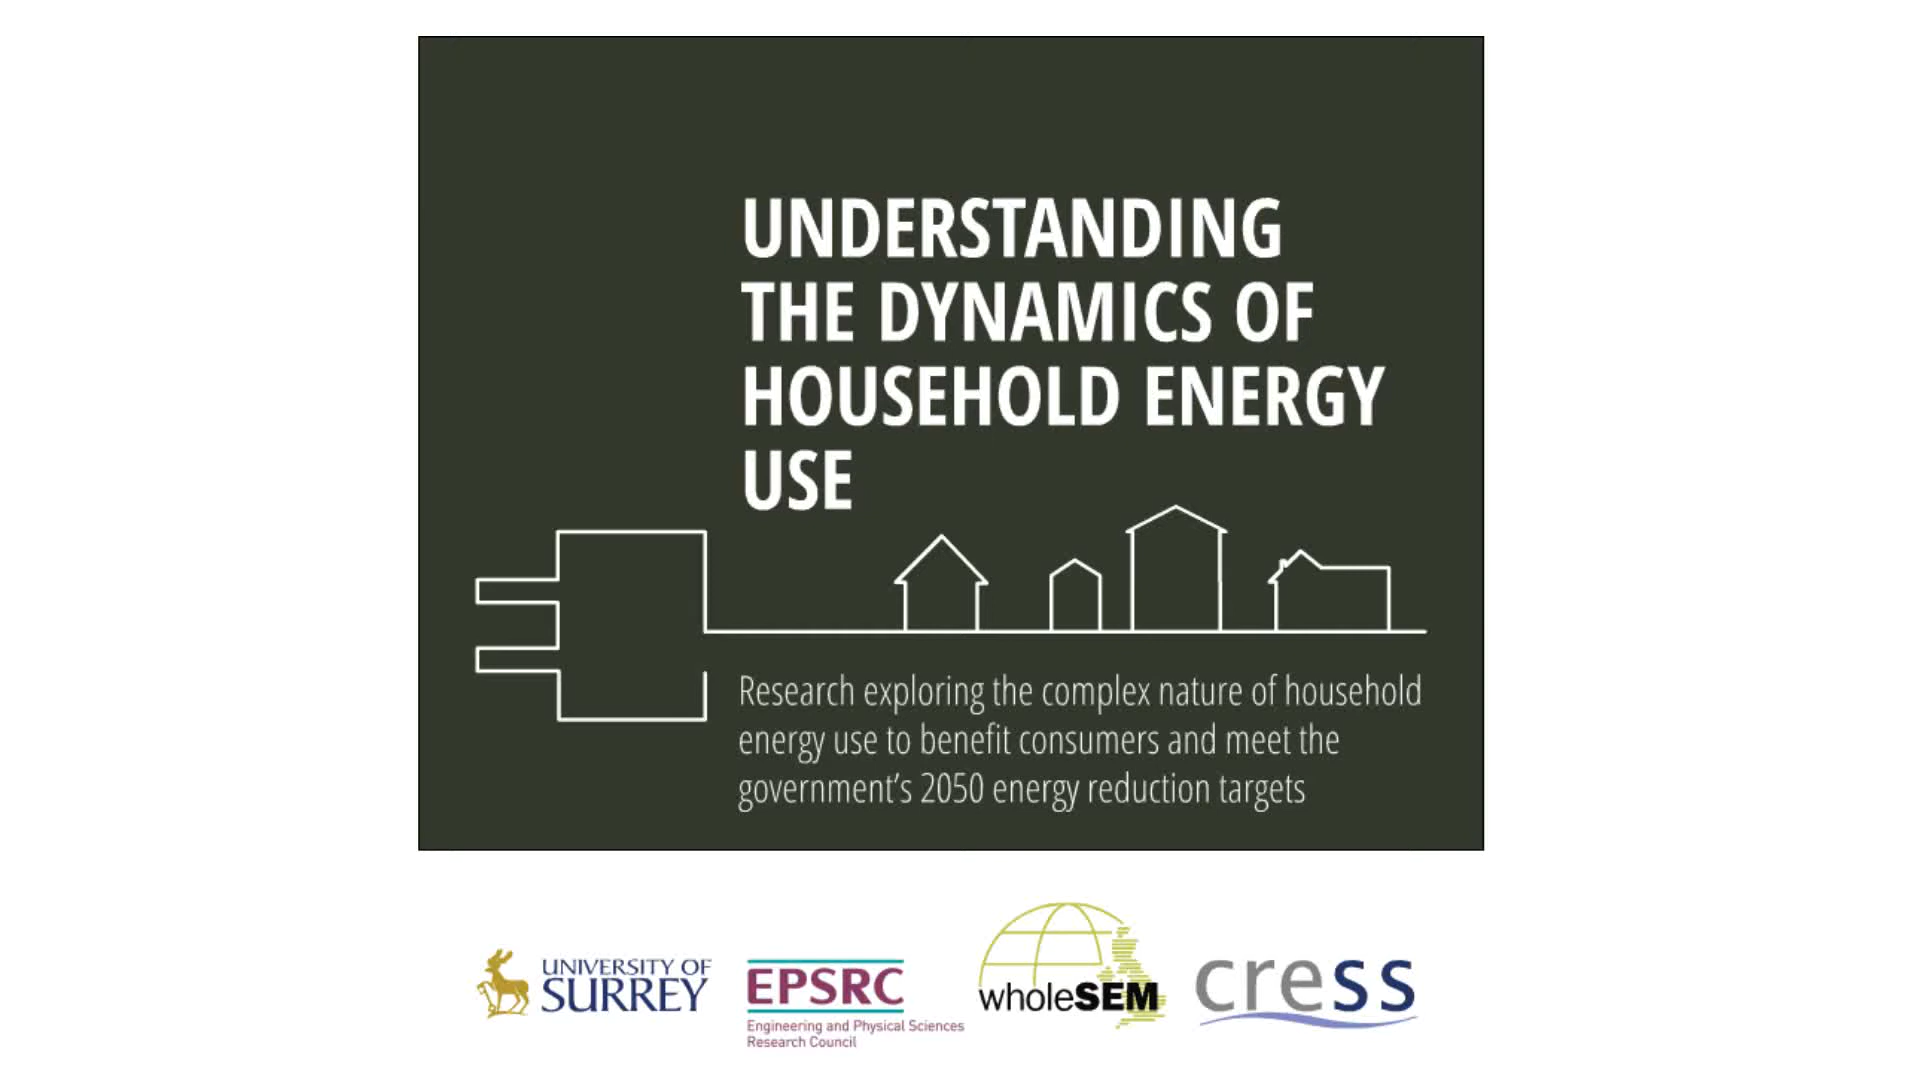 UNDERSTANDING
THE DYNAMICS OF
HOUSEHOLD ENERGY
USE
Research exploring the complex nature of household
energy use to benefit consumers and meet the
government’s 2050 energy reduction targets
UNIVERSITY OF
SURREY
EPSRC
Engineering and Physical Sciences
Research Council
wholeSEM
cress